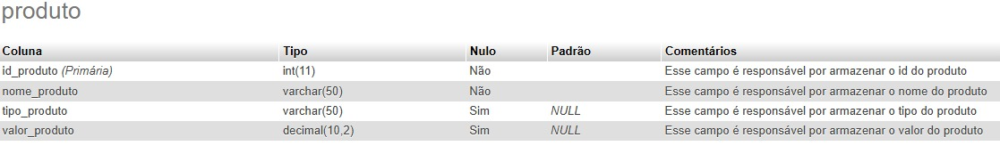 produto
Coluna Tipo Nulo Padrão Comentários
id_produto (Primária) int(11) Não Esse campo é responsável por armazenar o id do produto
nome_produto varchar(50) Não Esse campo é responsável por armazenar o nome do produto
tipo_produto varchar(50) Sim NULL Esse campo é responsável por armazenar o tipo do produto
valor_produto decimal(10,2) Sim NULL Esse campo é responsável por armazenar o valor do produto